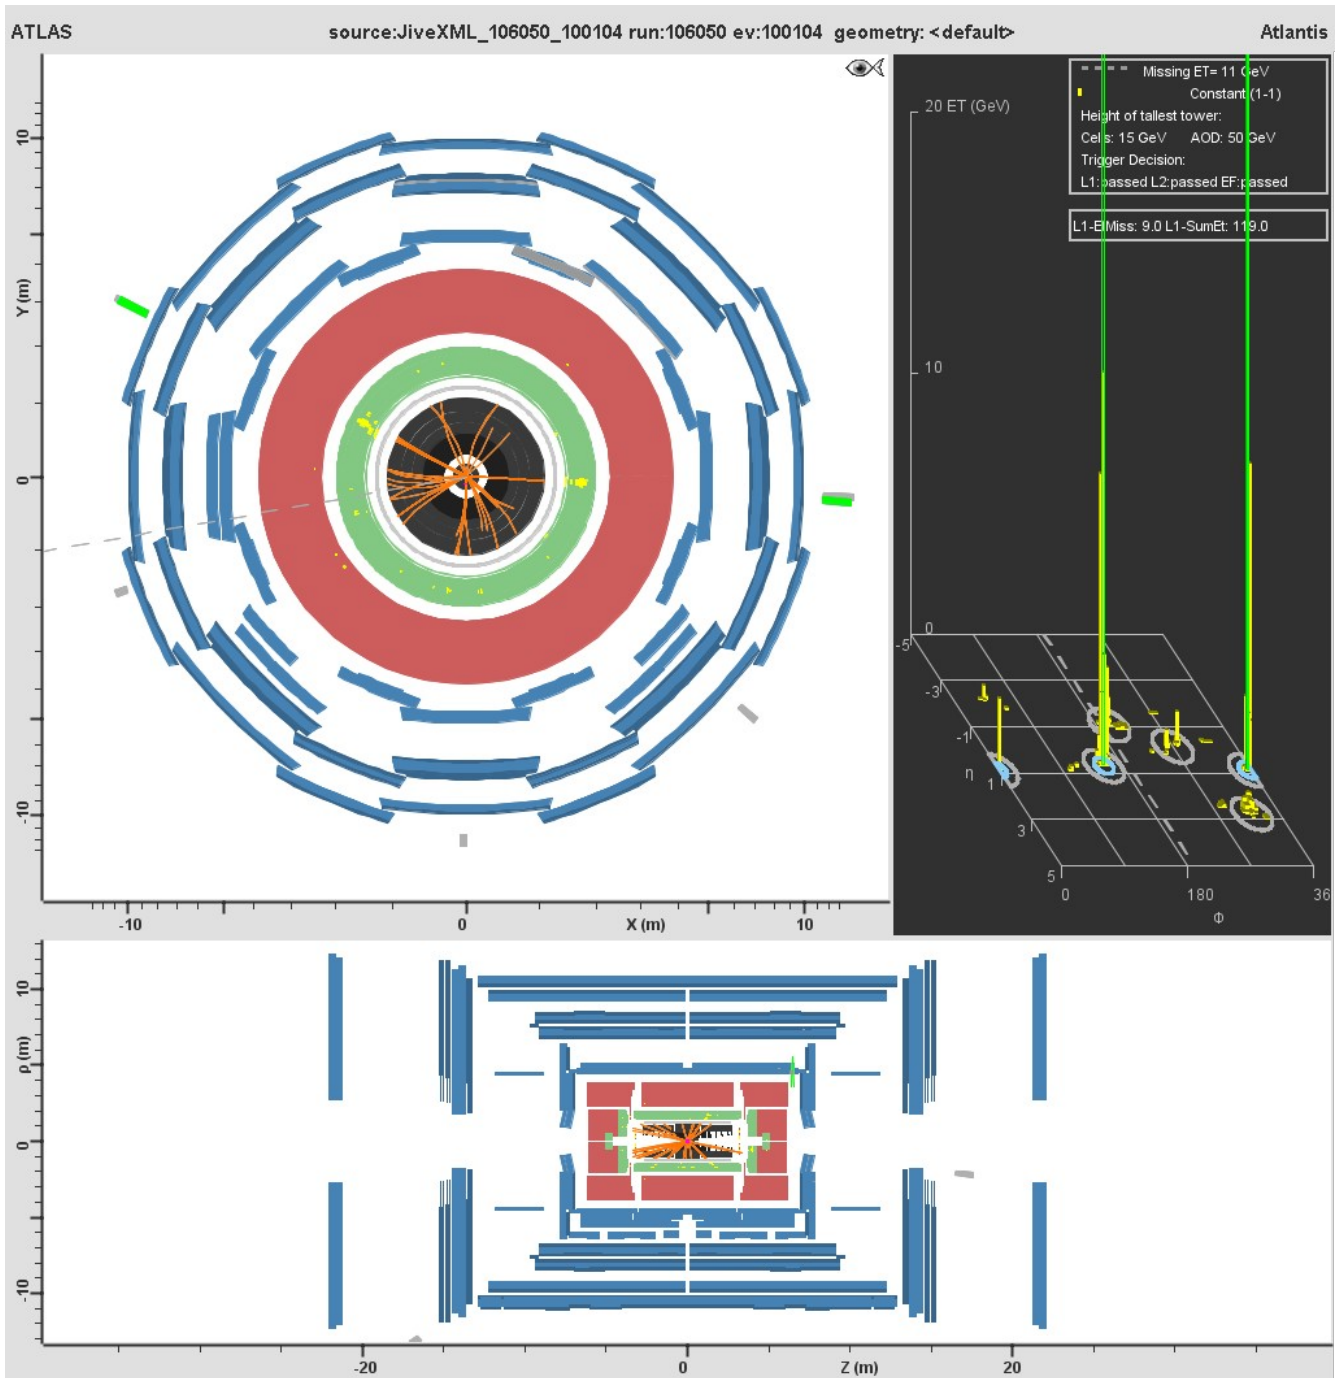 ATLAS source:JiveXML_106050_100104 run:106050 ev:100104 geometry: <default> Atlantis
10
0
-10
Y (m)
-10 0 X (m) 10
Missing ET= 11 GeV
Constant (1-1)
Height of tallest tower:
Cells: 15 GeV AOD: 50 GeV
Trigger Decision:
L1:passed L2:passed EF:passed
L1-EtMiss: 9.0 L1-SumEt: 119.0
20 ET (GeV)
10
0
-5
-3
-1
η 1
3
5
0 180 36
Φ
10
ρ (m)
0
-10
-20 0 Z (m) 20